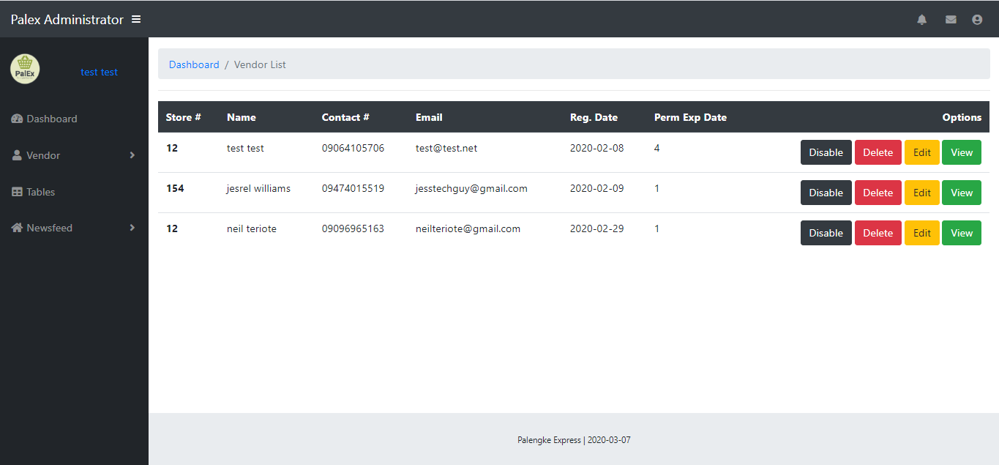 Palex Administrator
PalEx
test test
Dashboard
Vendor
Tables
Newsfeed
Dashboard / Vendor List
Store # Name Contact # Email Reg. Date Perm Exp Date Options
12 test test 09064105706 test@test.net 2020-02-08 4 Disable Delete Edit View
154 jesrel williams 09474015519 jesstechguy@gmail.com 2020-02-09 1 Disable Delete Edit View
12 neil teriote 09096965163 neilteriote@gmail.com 2020-02-29 1 Disable Delete Edit View
Palengke Express | 2020-03-07